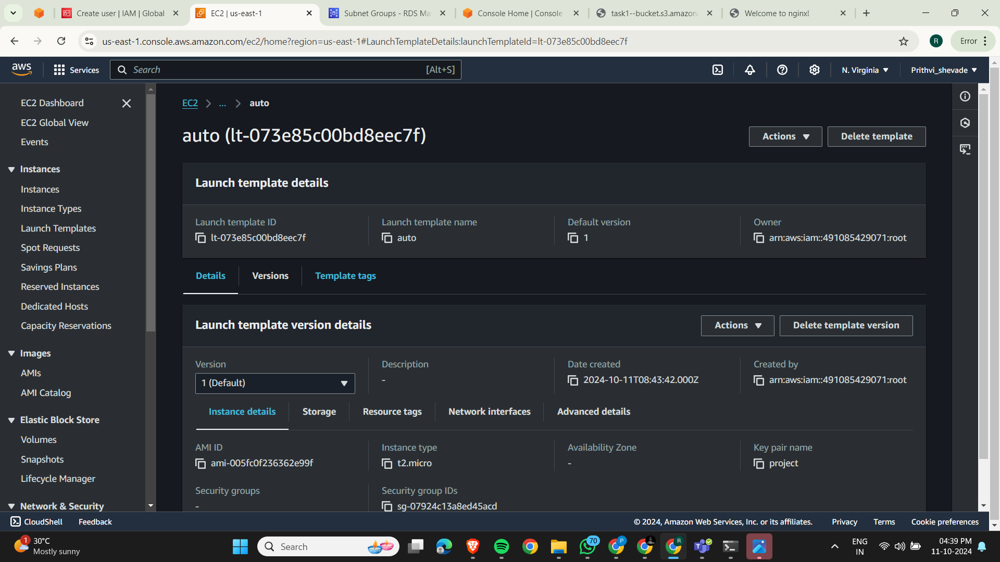 Create user | IAM | Global
EC2 | us-east-1
Subnet Groups - RDS Ma
Console Home | Console
task1--bucket.s3.amazon
Welcome to nginx!
us-east-1.console.aws.amazon.com/ec2/home?region=us-east-1#LaunchTemplateDetails:launchTemplateId=lt-073e85c00bd8eec7f
R
Error
aws
Services
Search
[Alt+S]
N. Virginia
Prithvi_shevade
EC2 Dashboard
EC2 Global View
Events
Instances
Instances
Instance Types
Launch Templates
Spot Requests
Savings Plans
Reserved Instances
Dedicated Hosts
Capacity Reservations
Images
AMIs
AMI Catalog
Elastic Block Store
Volumes
Snapshots
Lifecycle Manager
Network & Security
EC2 > ... > auto
auto (lt-073e85c00bd8eec7f)
Actions
Delete template
Launch template details
Launch template ID
lt-073e85c00bd8eec7f
Launch template name
auto
Default version
1
Owner
arn:aws:iam::491085429071:root
Details
Versions
Template tags
Launch template version details
Actions
Delete template version
Version
1 (Default)
Description
-
Date created
2024-10-11T08:43:42.000Z
Created by
arn:aws:iam::491085429071:root
Instance details
Storage
Resource tags
Network interfaces
Advanced details
AMI ID
ami-005fc0f236362e99f
Instance type
t2.micro
Availability Zone
-
Key pair name
project
Security groups
-
Security group IDs
sg-07924c13a8ed45acd
CloudShell
Feedback
© 2024, Amazon Web Services, Inc. or its affiliates.
Privacy
Terms
Cookie preferences
1
30°C
Mostly sunny
Search
70
P
R
ENG
IN
04:39 PM
11-10-2024